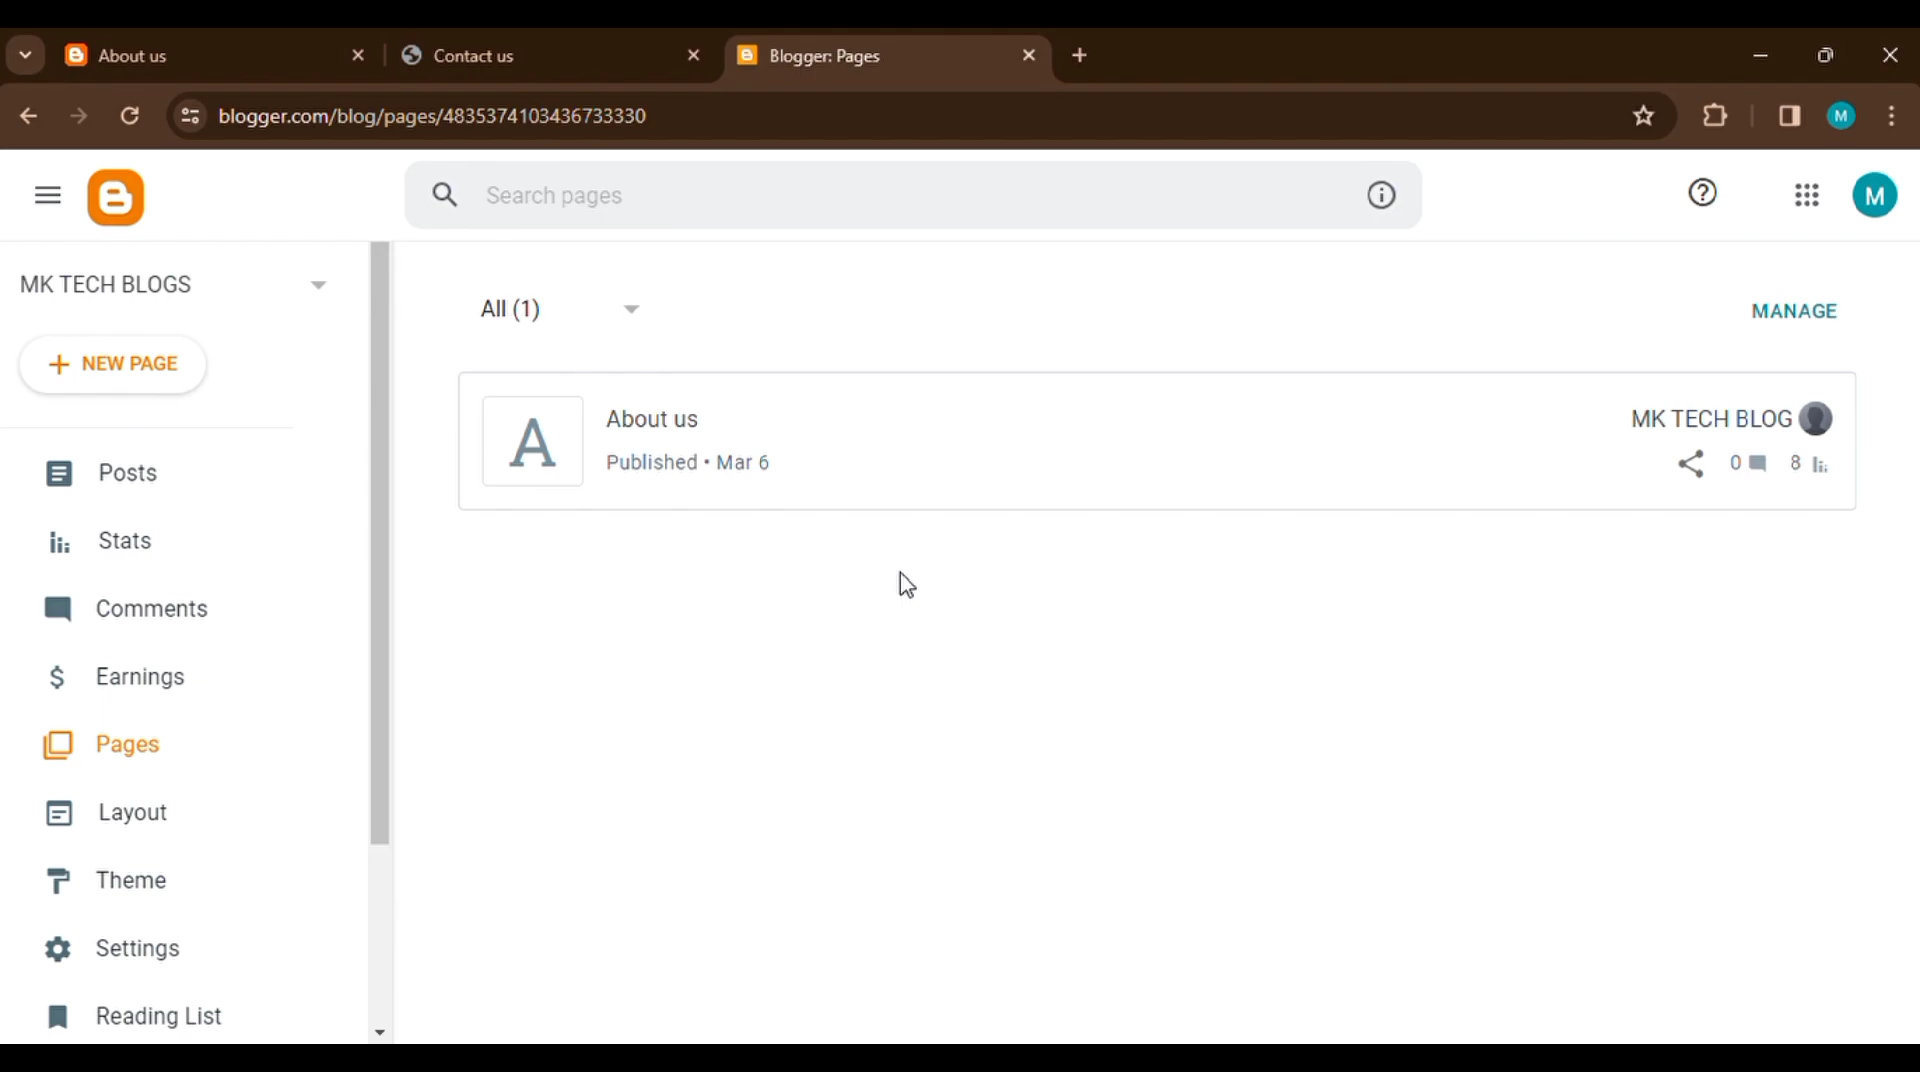 About us
Contact us
Blogger: Pages
blogger.com/blog/pages/4835374103436733330
M
Search pages
M
MK TECH BLOGS
All (1)
MANAGE
NEW PAGE
A
About us
MK TECH BLOG
Published • Mar 6
0
8
Posts
Stats
Comments
Earnings
Pages
Layout
Theme
Settings
Reading List